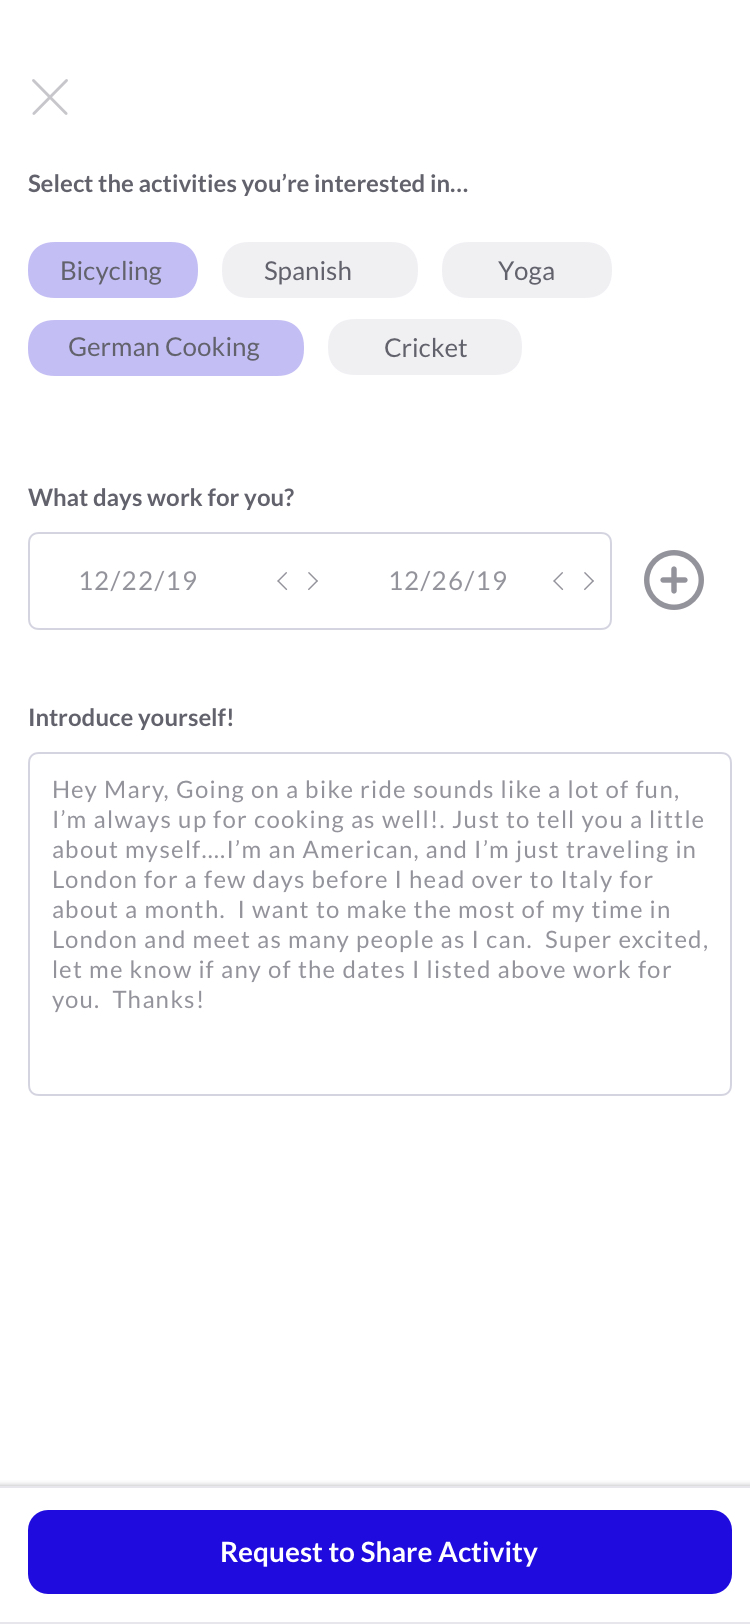 Select the activities you’re interested in...
Bicycling Spanish Yoga
German Cooking Cricket
What days work for you?
12/22/19 < > 12/26/19 < >
Introduce yourself!
Hey Mary, Going on a bike ride sounds like a lot of fun,
I’m always up for cooking as well!. Just to tell you a little
about myself....I’m an American, and I’m just traveling in
London for a few days before I head over to Italy for
about a month.  I want to make the most of my time in
London and meet as many people as I can.  Super excited,
let me know if any of the dates I listed above work for
you.  Thanks!
Request to Share Activity